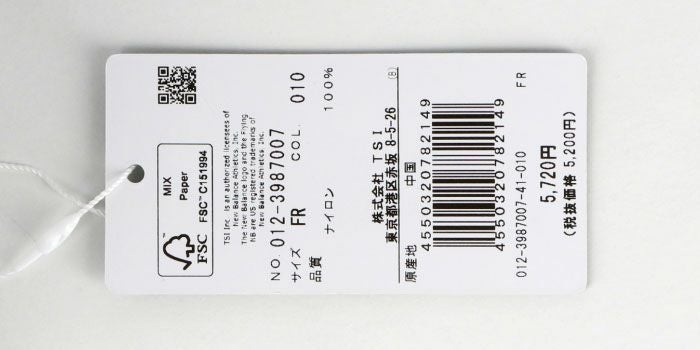 MIX
Paper
FSC™ C151994
FSC
TSI Inc. is an authorized licensees of
New Balance Athletics, Inc.
The New Balance logo and the Flying
NB are US registered trademarks of
New Balance Athletics, Inc.
NO. 012-3987007
サイズ FR COL. 010
品質 ナイロン 100%
株式会社 TSI
東京都港区赤坂 8-5-26 (8)
原産地 中国
4550320782149 4550320782149
012-3987007-41-010 FR
5,720円
(税抜価格 5,200円)